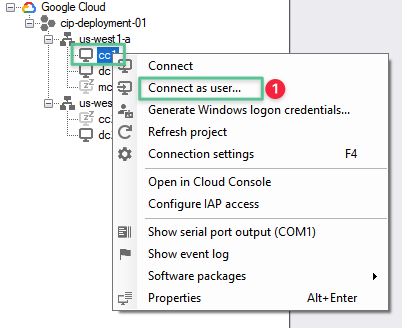 Google Cloud
cip-deployment-01
us-west1-a
cc1
Connect
dc
Connect as user...
1
mc
Generate Windows logon credentials...
us-we
Refresh project
cc.
Connection settings F4
dc.
Open in Cloud Console
Configure IAP access
Show serial port output (COM1)
Show event log
Software packages
Properties Alt+Enter